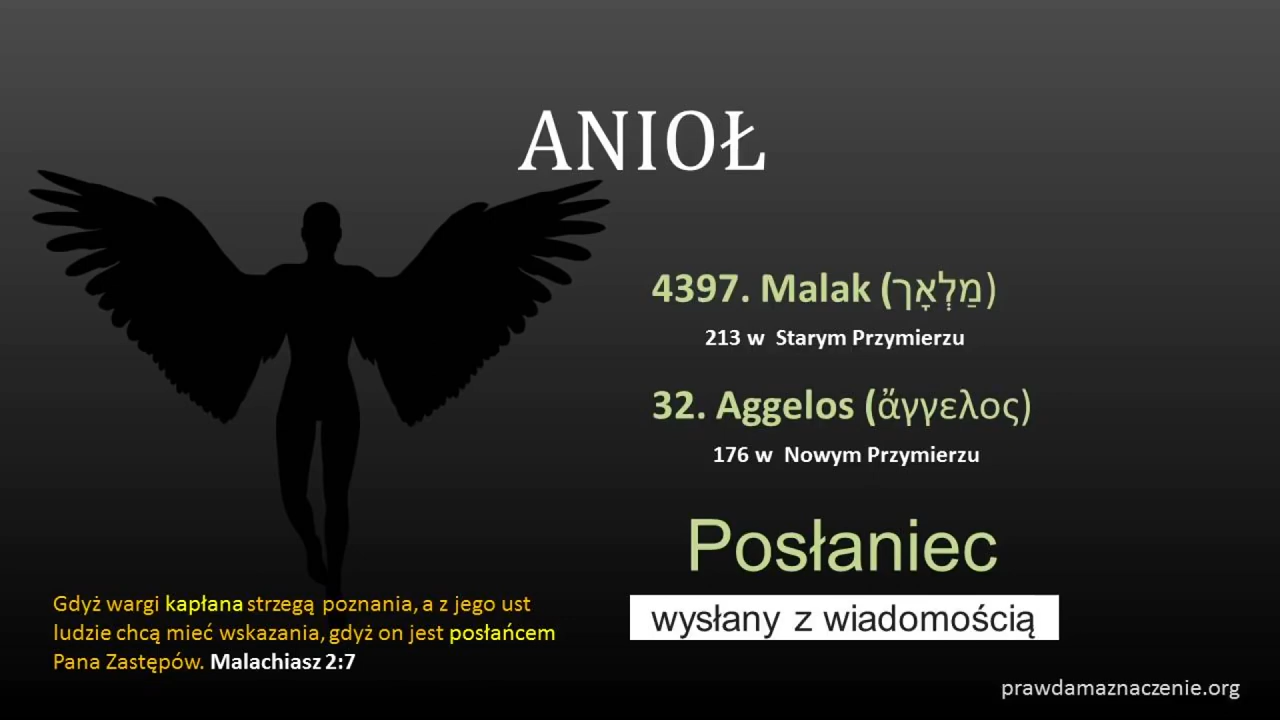 ANIOŁ
4397. Malak (מַלְאָך)
213 w Starym Przymierzu
32. Aggelos (ἄγγελος)
176 w Nowym Przymierzu
Posłaniec
wysłany z wiadomością
Gdyż wargi kapłana strzegą poznania, a z jego ust
ludzie chcą mieć wskazania, gdyż on jest posłańcem
Pana Zastępów. Malachiasz 2:7
prawdamaznaczenie.org